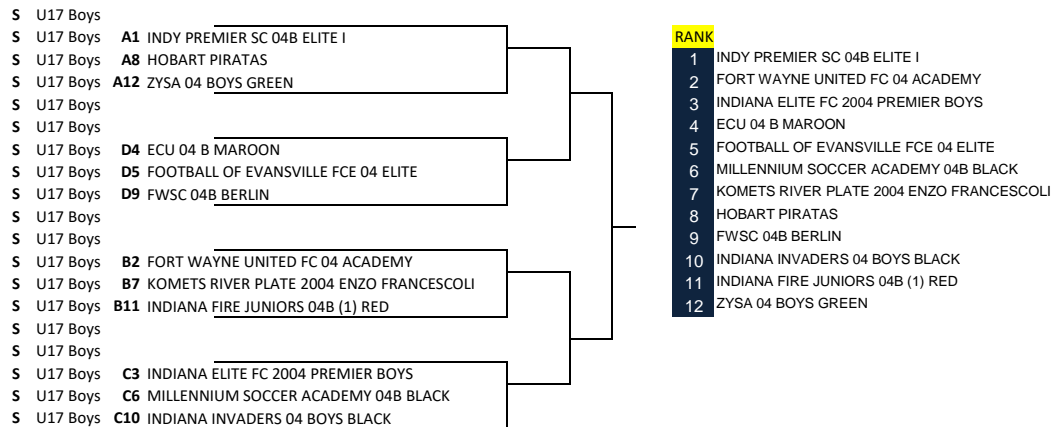 S U17 Boys
S U17 Boys A1 INDY PREMIER SC 04B ELITE I
S U17 Boys A8 HOBART PIRATAS
S U17 Boys A12 ZYSA 04 BOYS GREEN
S U17 Boys
S U17 Boys
S U17 Boys D4 ECU 04 B MAROON
S U17 Boys D5 FOOTBALL OF EVANSVILLE FCE 04 ELITE
S U17 Boys D9 FWSC 04B BERLIN
S U17 Boys
S U17 Boys
S U17 Boys B2 FORT WAYNE UNITED FC 04 ACADEMY
S U17 Boys B7 KOMETS RIVER PLATE 2004 ENZO FRANCESCOLI
S U17 Boys B11 INDIANA FIRE JUNIORS 04B (1) RED
S U17 Boys
S U17 Boys
S U17 Boys C3 INDIANA ELITE FC 2004 PREMIER BOYS
S U17 Boys C6 MILLENNIUM SOCCER ACADEMY 04B BLACK
S U17 Boys C10 INDIANA INVADERS 04 BOYS BLACK
RANK
1 INDY PREMIER SC 04B ELITE I
2 FORT WAYNE UNITED FC 04 ACADEMY
3 INDIANA ELITE FC 2004 PREMIER BOYS
4 ECU 04 B MAROON
5 FOOTBALL OF EVANSVILLE FCE 04 ELITE
6 MILLENNIUM SOCCER ACADEMY 04B BLACK
7 KOMETS RIVER PLATE 2004 ENZO FRANCESCOLI
8 HOBART PIRATAS
9 FWSC 04B BERLIN
10 INDIANA INVADERS 04 BOYS BLACK
11 INDIANA FIRE JUNIORS 04B (1) RED
12 ZYSA 04 BOYS GREEN